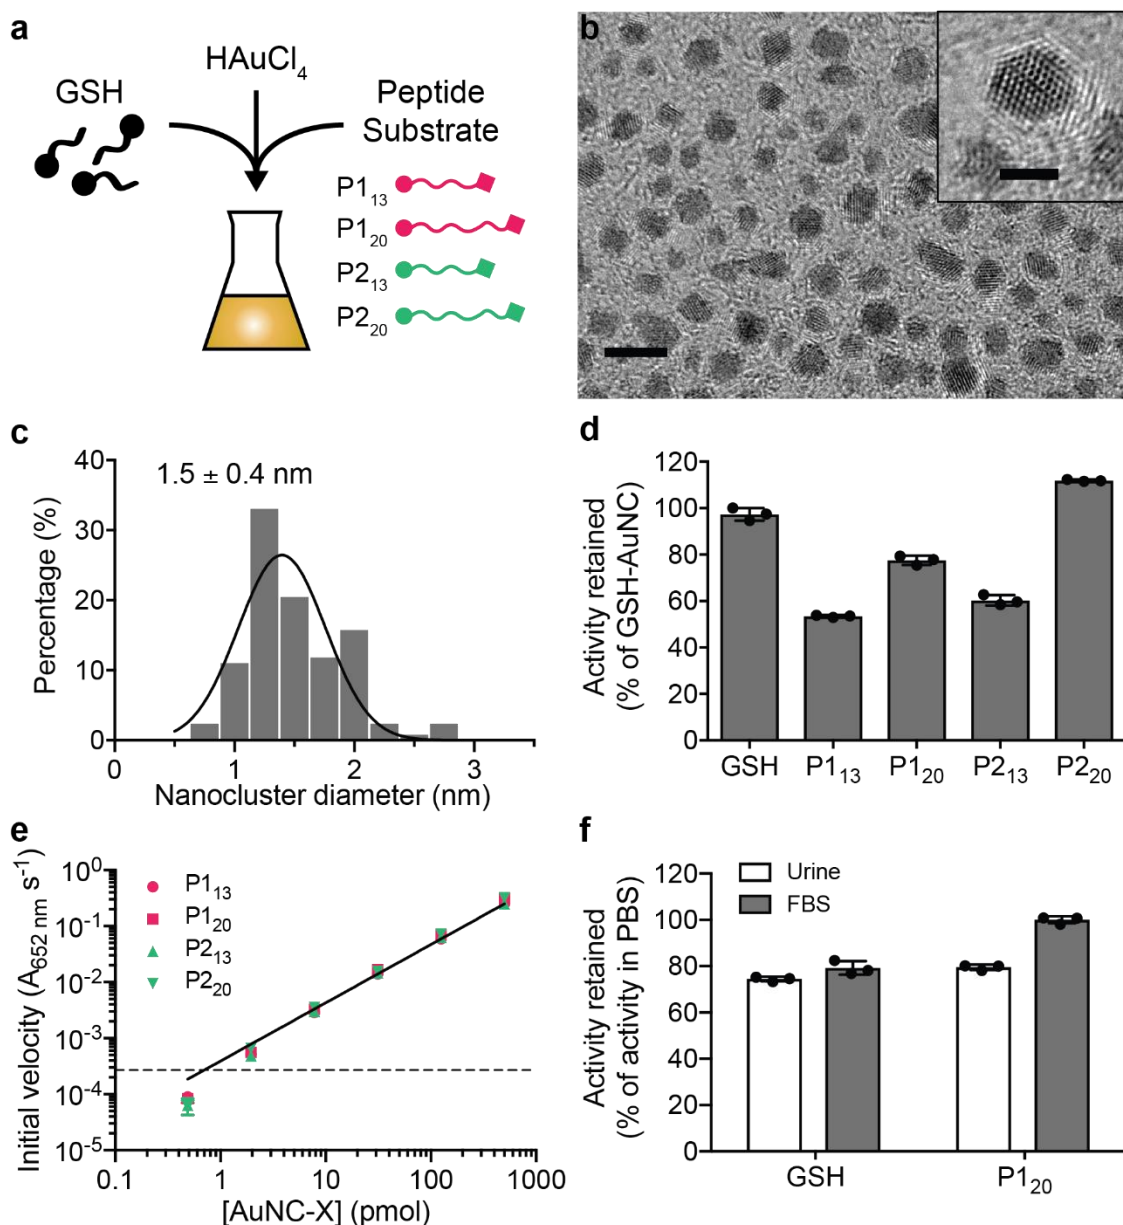 a
HAuCl₄
GSH
Peptide
Substrate
P1₁₃
P1₂₀
P2₁₃
P2₂₀
b
c
1.5 ± 0.4 nm
Percentage (%)
40
30
20
10
0
0 1 2 3
Nanocluster diameter (nm)
d
Activity retained
(% of GSH-AuNC)
120
100
80
60
40
20
0
GSH P1₁₃ P1₂₀ P2₁₃ P2₂₀
e
Initial velocity (A₆₅₂ ₙₘ s⁻¹)
10⁰
10⁻¹
10⁻²
10⁻³
10⁻⁴
10⁻⁵
P1₁₃
P1₂₀
P2₁₃
P2₂₀
0.1 1 10 100 1000
[AuNC-X] (pmol)
f
Activity retained
(% of activity in PBS)
120
100
80
60
40
20
0
Urine
FBS
GSH P1₂₀